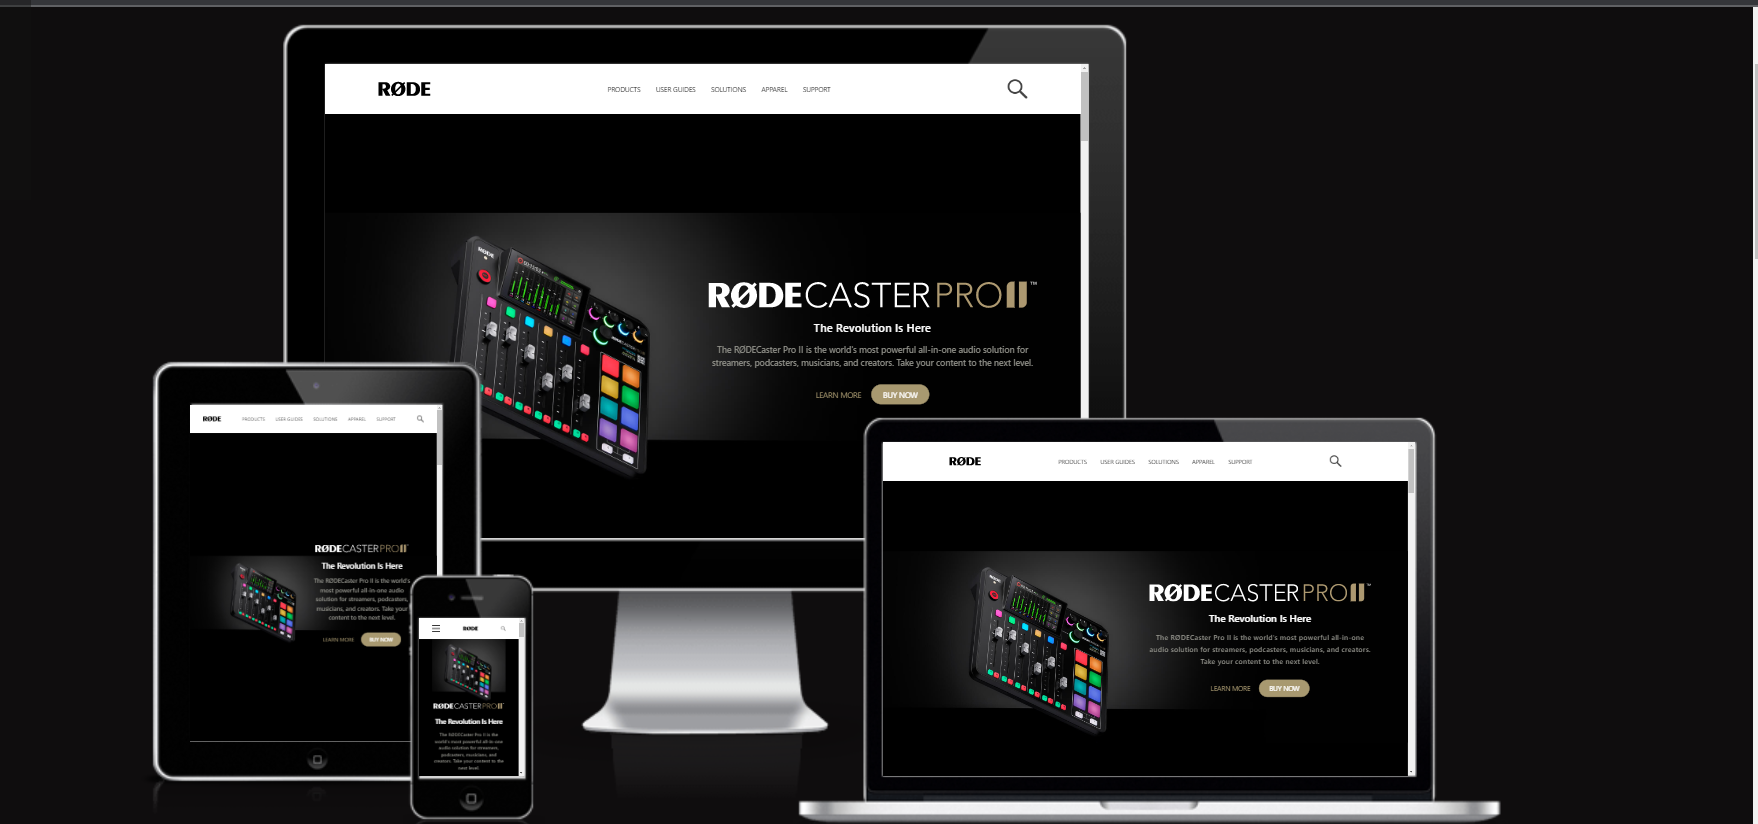 RØDE
PRODUCTS USER GUIDES SOLUTIONS APPAREL SUPPORT
RØDE
RØDECASTER PRO II™
The Revolution Is Here
The RØDECaster Pro II is the world's most powerful all-in-one audio solution for
streamers, podcasters, musicians, and creators. Take your content to the next level.
LEARN MORE BUY NOW
RØDE PRODUCTS USER GUIDES SOLUTIONS APPAREL SUPPORT
RØDECASTER PRO II™
The Revolution Is Here
The RØDECaster Pro II is the world's
most powerful all-in-one audio
solution for streamers, podcasters,
musicians, and creators. Take your
content to the next level.
LEARN MORE BUY NOW
RØDE
RØDECASTER PRO II
The Revolution Is Here
The RØDECaster Pro II is the
world's most powerful all-in-one
audio solution for streamers,
podcasters, musicians, and
creators. Take your content to the
next level.
RØDE PRODUCTS USER GUIDES SOLUTIONS APPAREL SUPPORT
RØDECASTER PRO II™
The Revolution Is Here
The RØDECaster Pro II is the world's most powerful all-in-one
audio solution for streamers, podcasters, musicians, and creators.
Take your content to the next level.
LEARN MORE BUY NOW